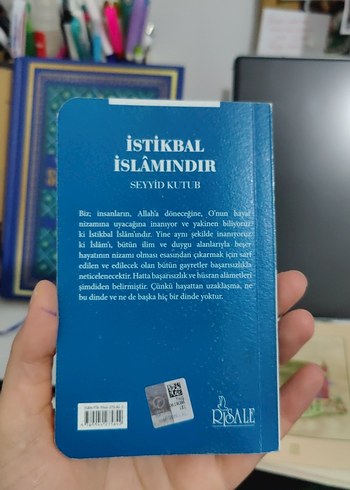 İSTİKBAL
İSLÂMINDIR
SEYYİD KUTUB
Biz; insanların, Allah'a döneceğine, O'nun hayat
nizamına uyacağına inanıyor ve yakinen biliyoruz
ki İstikbal İslâm'ındır. Yine aynı şekilde inanıyoruz
ki İslâm'ı, bütün ilim ve duygu alanlarıyla beşer
hayatının nizamı olması esasından çıkarmak için sarf
edilen ve edilecek olan bütün gayretler başarısızlıkla
neticelenecektir. Hatta başarısızlık ve hüsran alâmetleri
şimdiden belirmiştir. Çünkü hayattan uzaklaşma, ne
bu dinde ve ne de başka hiç bir dinde yoktur.
RİSALE